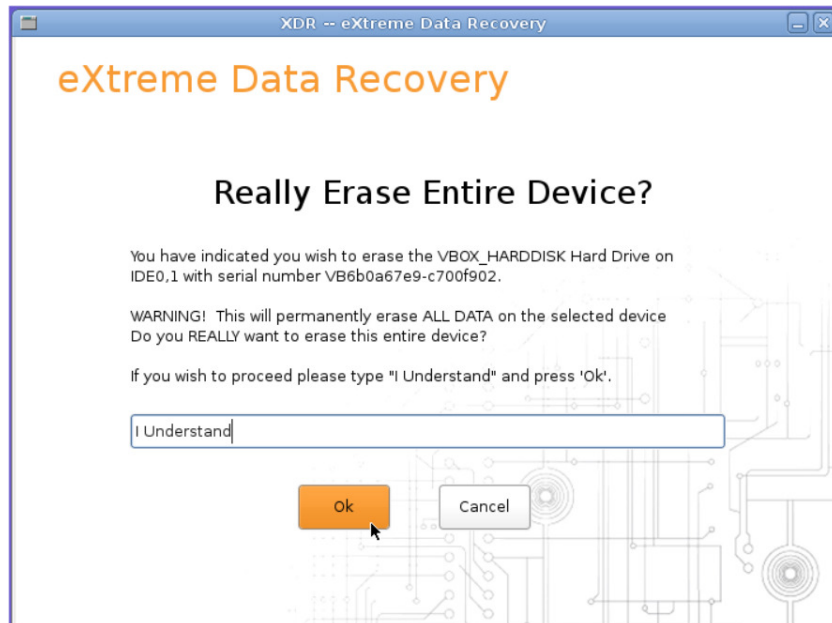 XDR -- eXtreme Data Recovery
eXtreme Data Recovery
Really Erase Entire Device?
You have indicated you wish to erase the VBOX_HARDDISK Hard Drive on
IDE0,1 with serial number VB6b0a67e9-c700f902.
WARNING!  This will permanently erase ALL DATA on the selected device
Do you REALLY want to erase this entire device?
If you wish to proceed please type "I Understand" and press 'Ok'.
I Understand
Ok
Cancel